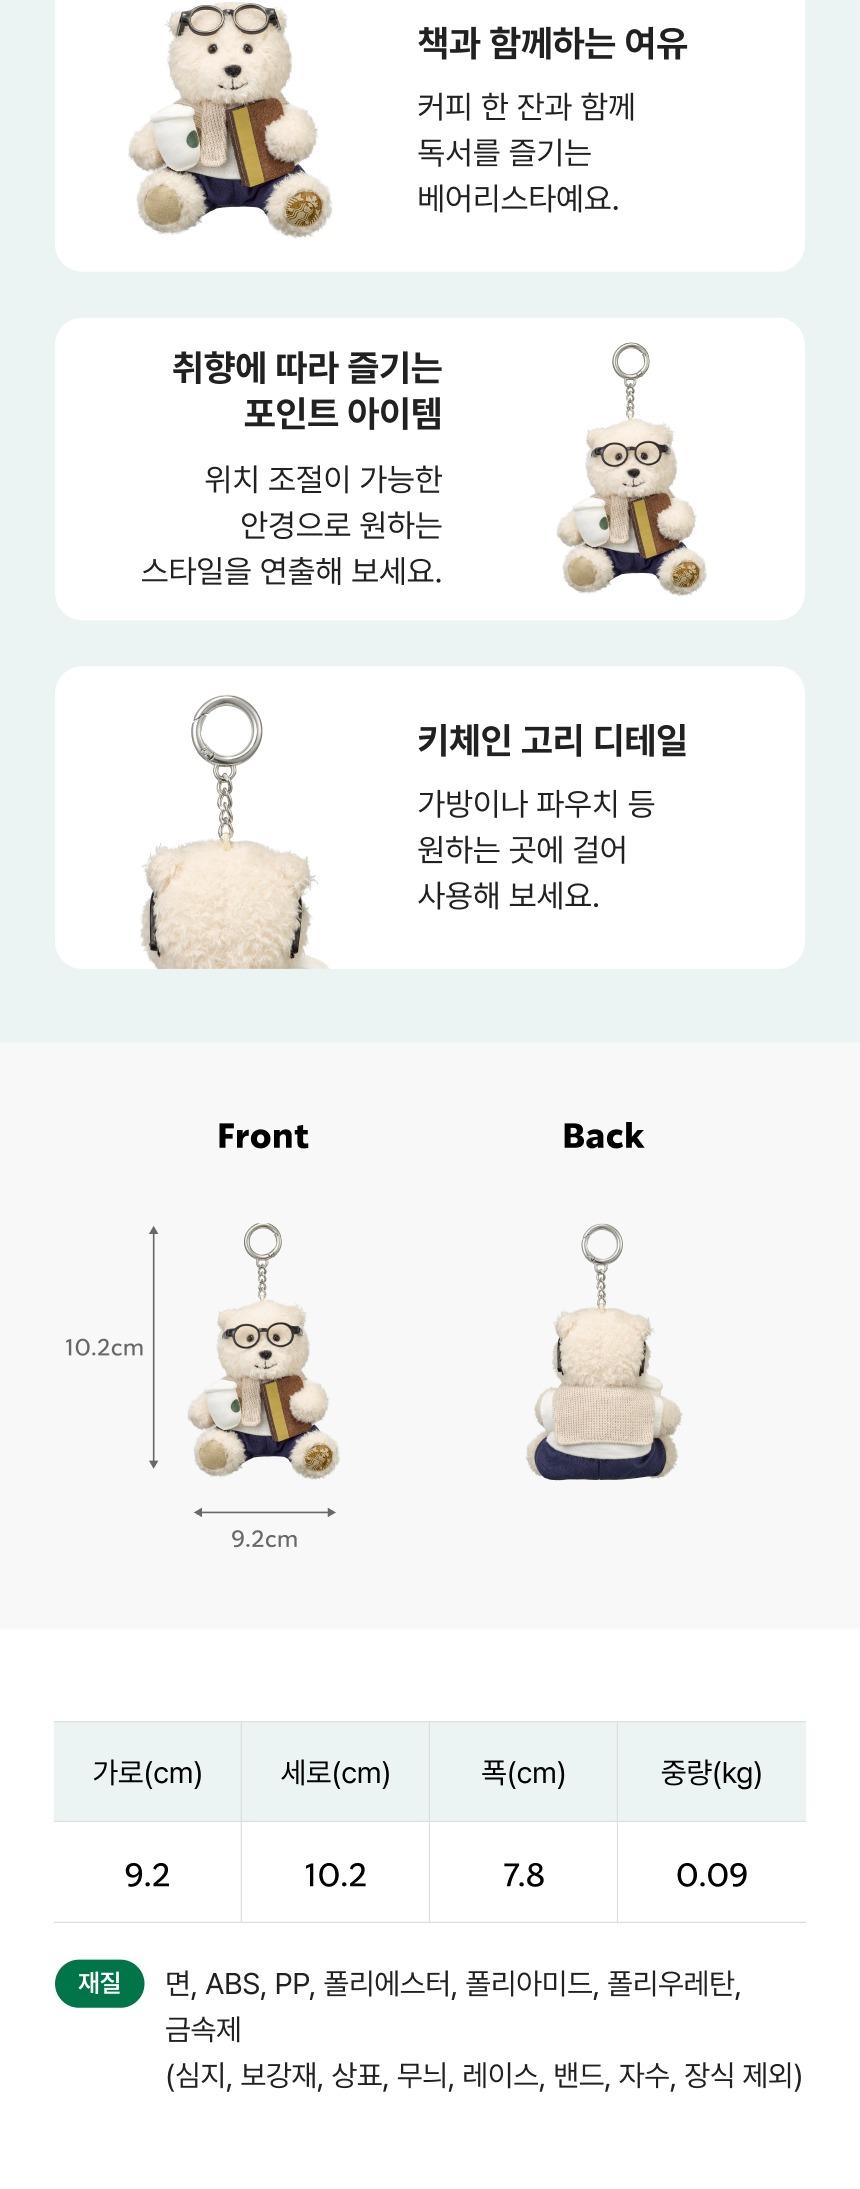 책과 함께하는 여유
커피 한 잔과 함께
독서를 즐기는
베어리스타예요.
취향에 따라 즐기는
포인트 아이템
위치 조절이 가능한
안경으로 원하는
스타일을 연출해 보세요.
키체인 고리 디테일
가방이나 파우치 등
원하는 곳에 걸어
사용해 보세요.
Front Back
10.2cm
9.2cm
가로(cm) 세로(cm) 폭(cm) 중량(kg)
9.2 10.2 7.8 0.09
재질 면, ABS, PP, 폴리에스터, 폴리아미드, 폴리우레탄,
금속제
(심지, 보강재, 상표, 무늬, 레이스, 밴드, 자수, 장식 제외)